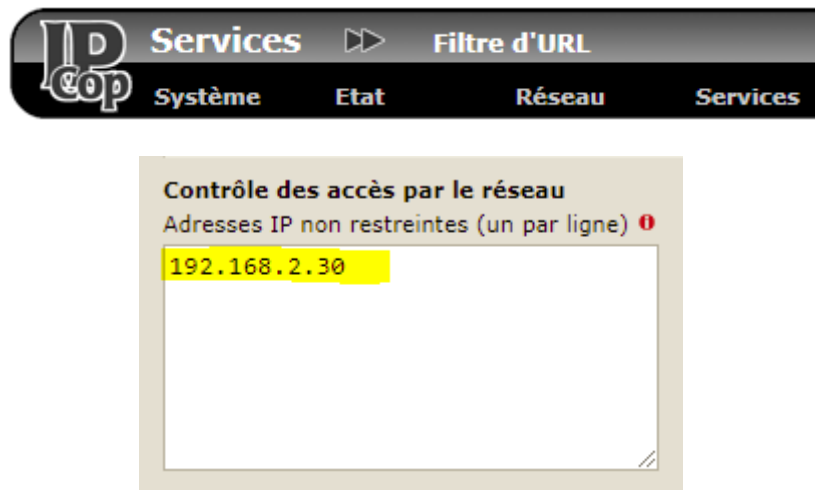 IP Cop
Services Filtre d'URL
Système Etat Réseau Services
Contrôle des accès par le réseau
Adresses IP non restreintes (un par ligne)
192.168.2.30